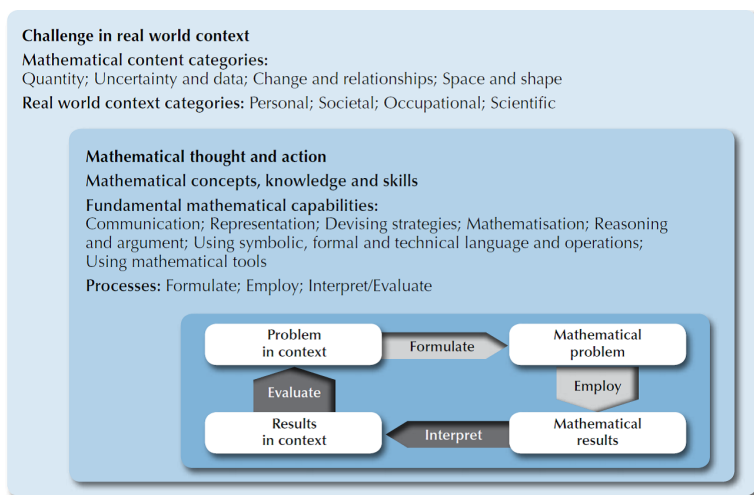 Challenge in real world context
Mathematical content categories:
Quantity; Uncertainty and data; Change and relationships; Space and shape
Real world context categories: Personal; Societal; Occupational; Scientific
Mathematical thought and action
Mathematical concepts, knowledge and skills
Fundamental mathematical capabilities:
Communication; Representation; Devising strategies; Mathematisation; Reasoning
and argument; Using symbolic, formal and technical language and operations;
Using mathematical tools
Processes: Formulate; Employ; Interpret/Evaluate
Problem
in context
Formulate
Mathematical
problem
Evaluate
Employ
Results
in context
Interpret
Mathematical
results